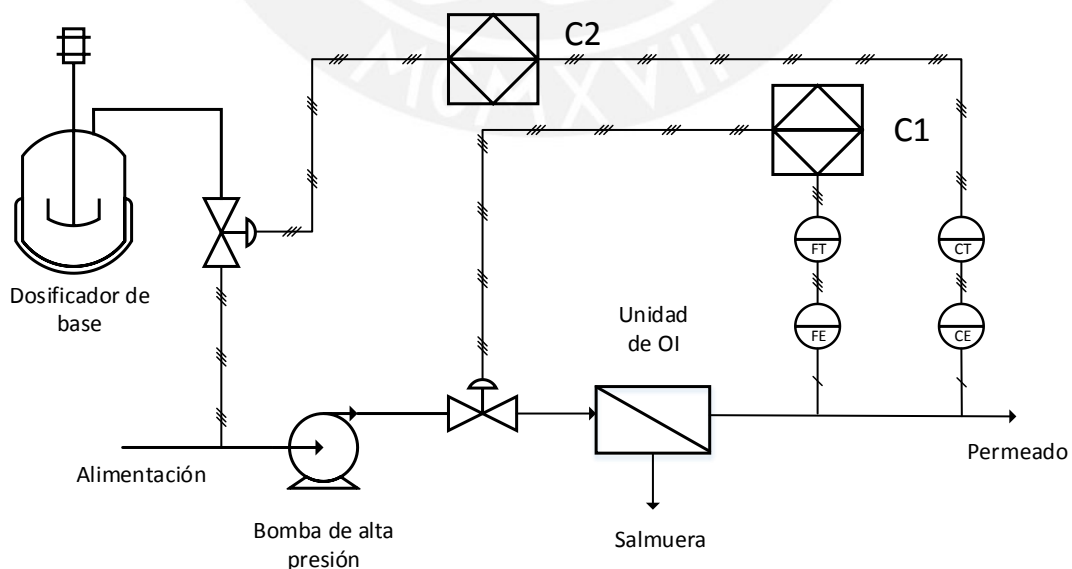 MCMXVII
C2
C1
FT
CT
Dosificador de
base
Unidad
de OI
FE
CE
Alimentación
Permeado
Bomba de alta
presión
Salmuera